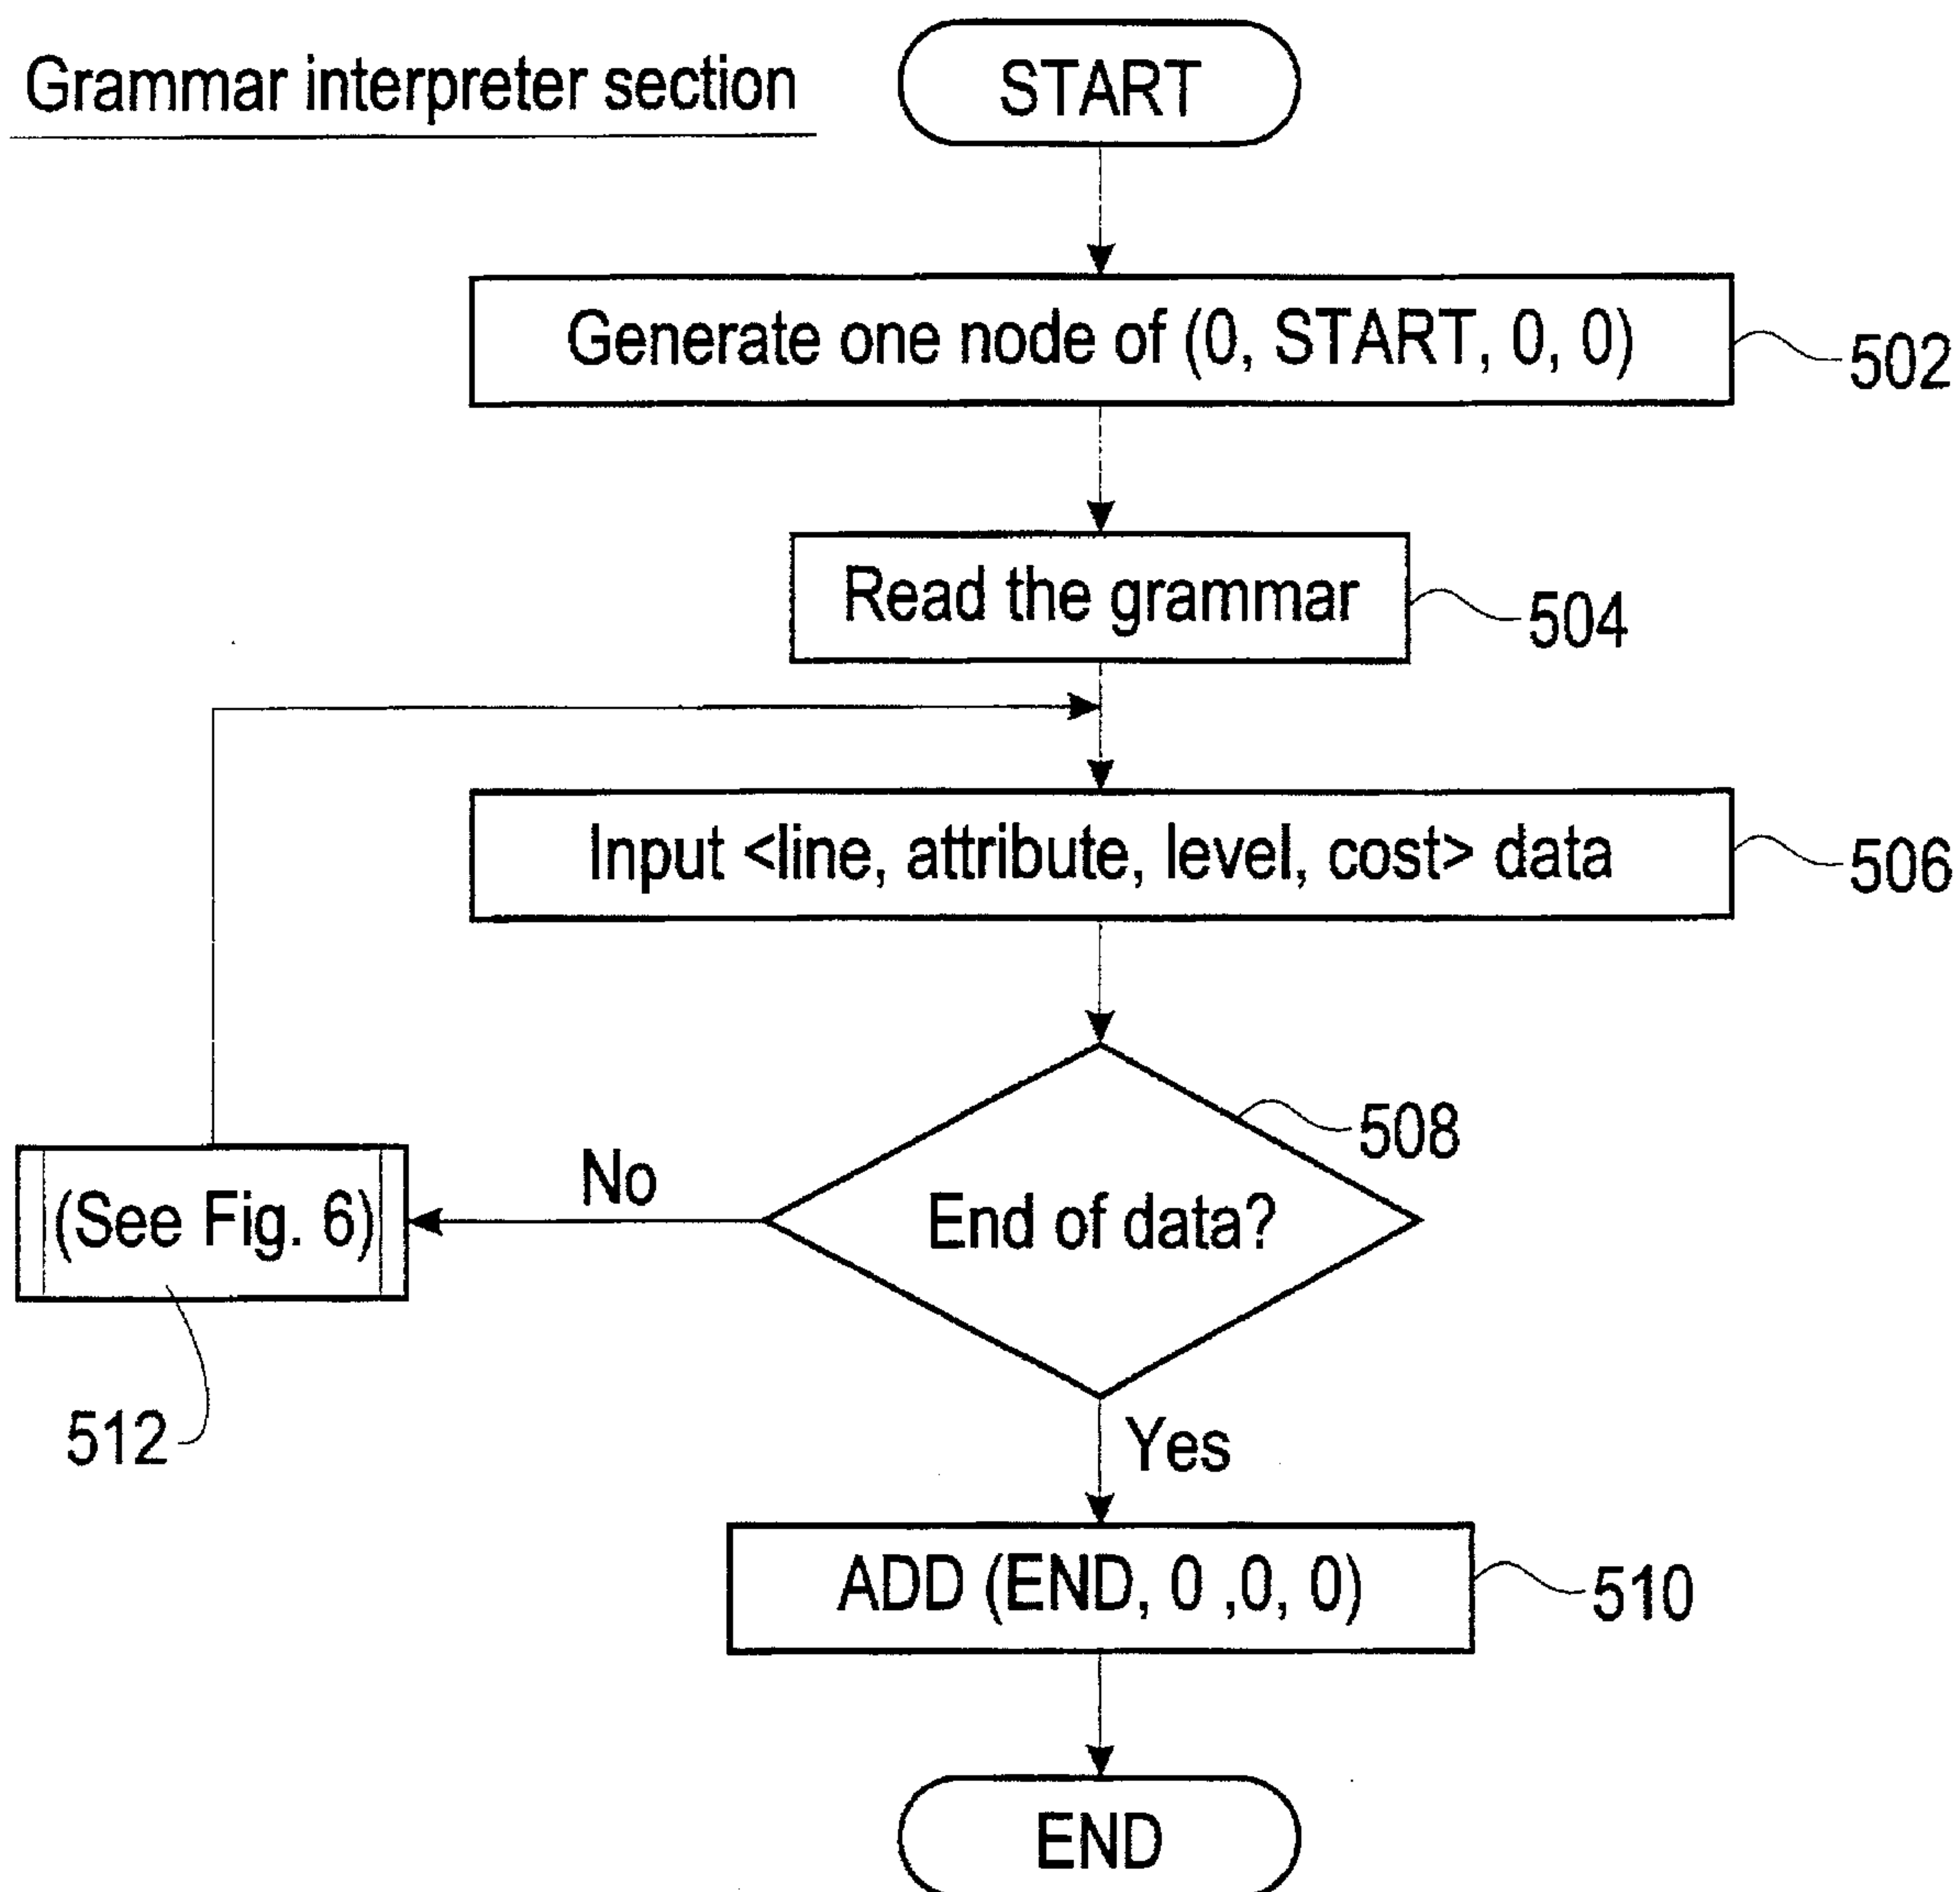 Grammar interpreter section
START
Generate one node of (0, START, 0, 0)
502
Read the grammar
504
Input <line, attribute, level, cost> data
506
508
End of data?
No
(See Fig. 6)
512
Yes
ADD (END, 0 ,0, 0)
510
END